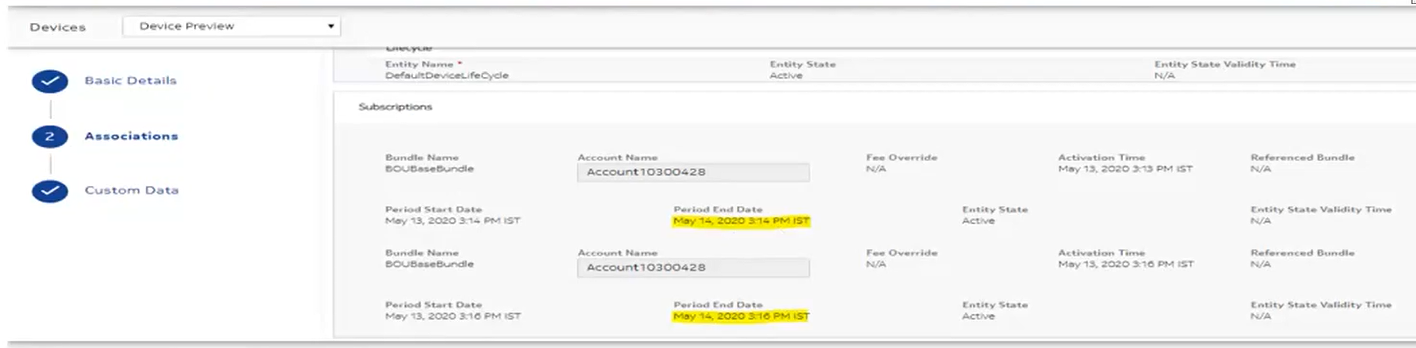 Devices Device Preview
Lifecycle
Entity Name * Entity State Entity State Validity Time
DefaultDeviceLifeCycle Active N/A
Basic Details
Subscriptions
2 Associations
Bundle Name Account Name Fee Override Activation Time Referenced Bundle
BOUBaseBundle Account10300428 N/A May 13, 2020 3:13 PM IST N/A
Custom Data
Period Start Date Period End Date Entity State Entity State Validity Time
May 13, 2020 3:14 PM IST May 14, 2020 3:14 PM IST Active N/A
Bundle Name Account Name Fee Override Activation Time Referenced Bundle
BOUBaseBundle Account10300428 N/A May 13, 2020 3:16 PM IST N/A
Period Start Date Period End Date Entity State Entity State Validity Time
May 13, 2020 3:16 PM IST May 14, 2020 3:16 PM IST Active N/A